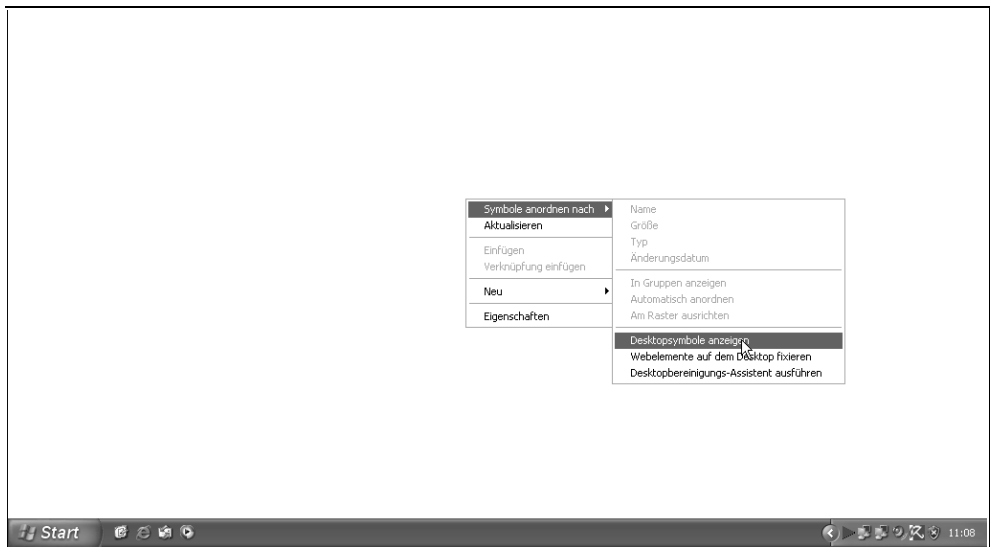 Symbole anordnen nach
Aktualisieren
Einfügen
Verknüpfung einfügen
Neu
Eigenschaften
Name
Größe
Typ
Änderungsdatum
In Gruppen anzeigen
Automatisch anordnen
Am Raster ausrichten
Desktopsymbole anzeigen
Webelemente auf dem Desktop fixieren
Desktopbereinigungs-Assistent ausführen
Start
11:08